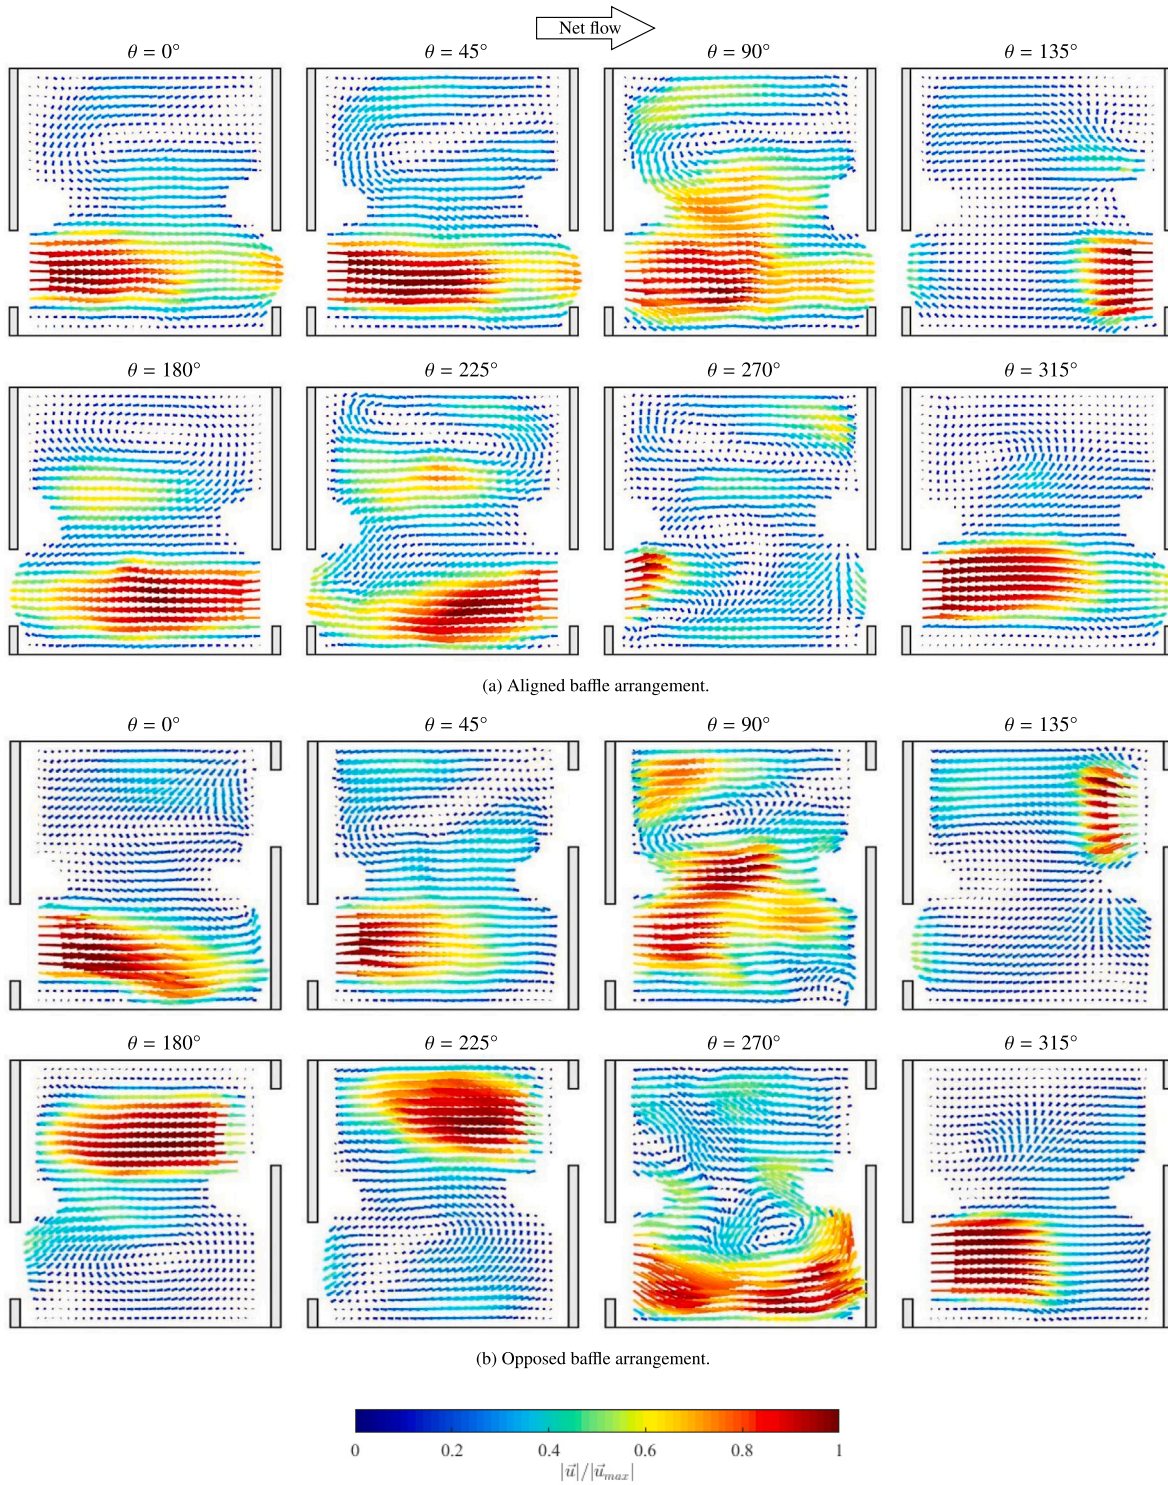 Net flow
θ = 0° θ = 45° θ = 90° θ = 135°
θ = 180° θ = 225° θ = 270° θ = 315°
(a) Aligned baffle arrangement.
θ = 0° θ = 45° θ = 90° θ = 135°
θ = 180° θ = 225° θ = 270° θ = 315°
(b) Opposed baffle arrangement.
0 0.2 0.4 0.6 0.8 1
|u⃗|/|u⃗max|